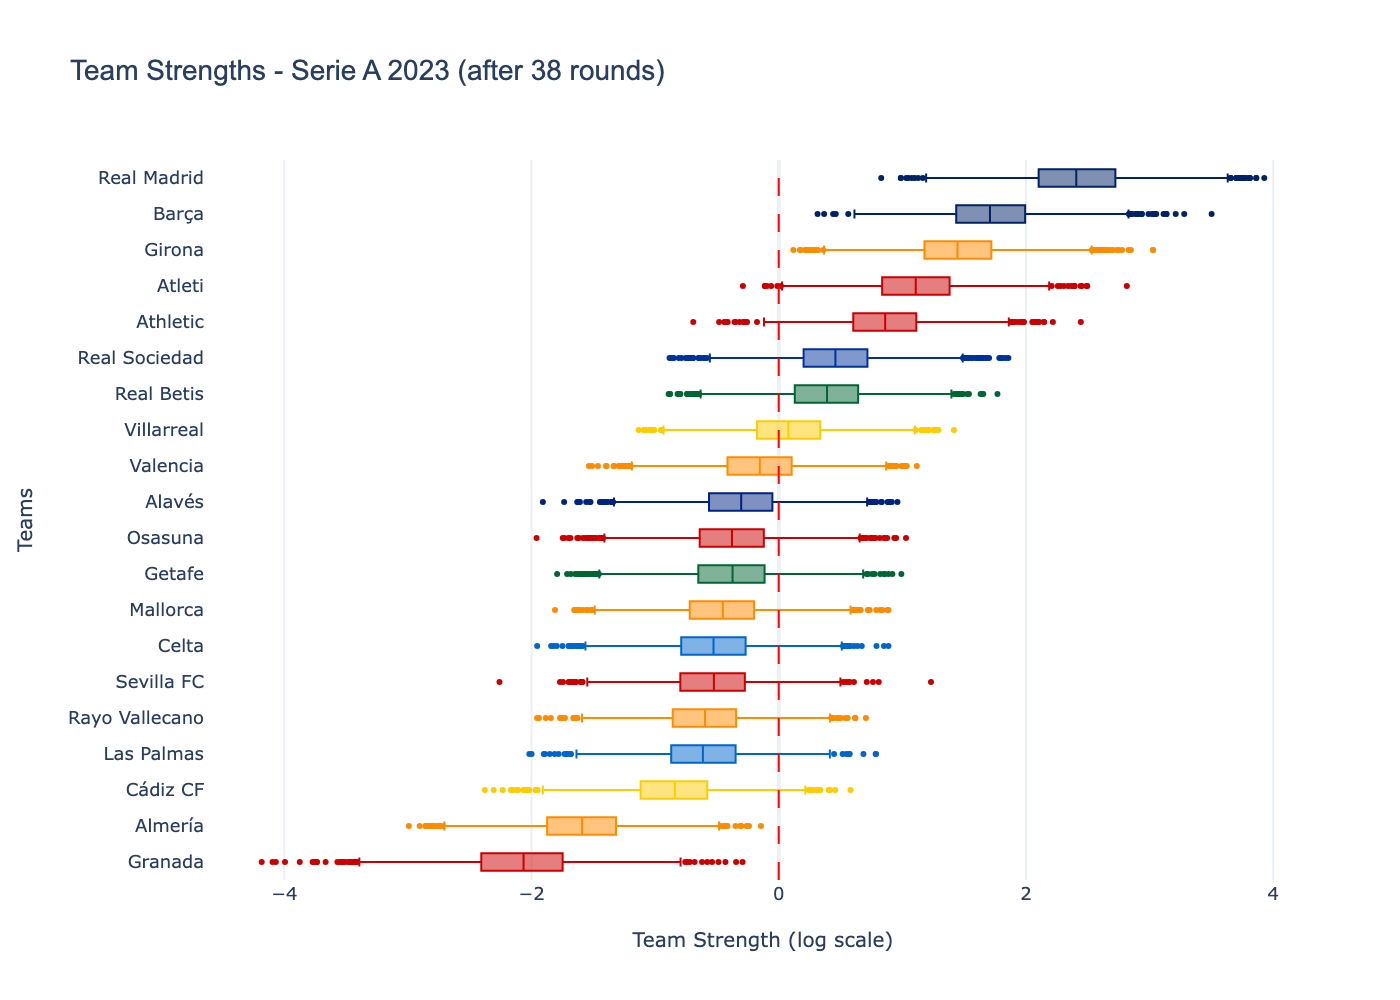 Team Strengths - Serie A 2023 (after 38 rounds)
Teams
Real Madrid
Barça
Girona
Atleti
Athletic
Real Sociedad
Real Betis
Villarreal
Valencia
Alavés
Osasuna
Getafe
Mallorca
Celta
Sevilla FC
Rayo Vallecano
Las Palmas
Cádiz CF
Almería
Granada
−4 −2 0 2 4
Team Strength (log scale)